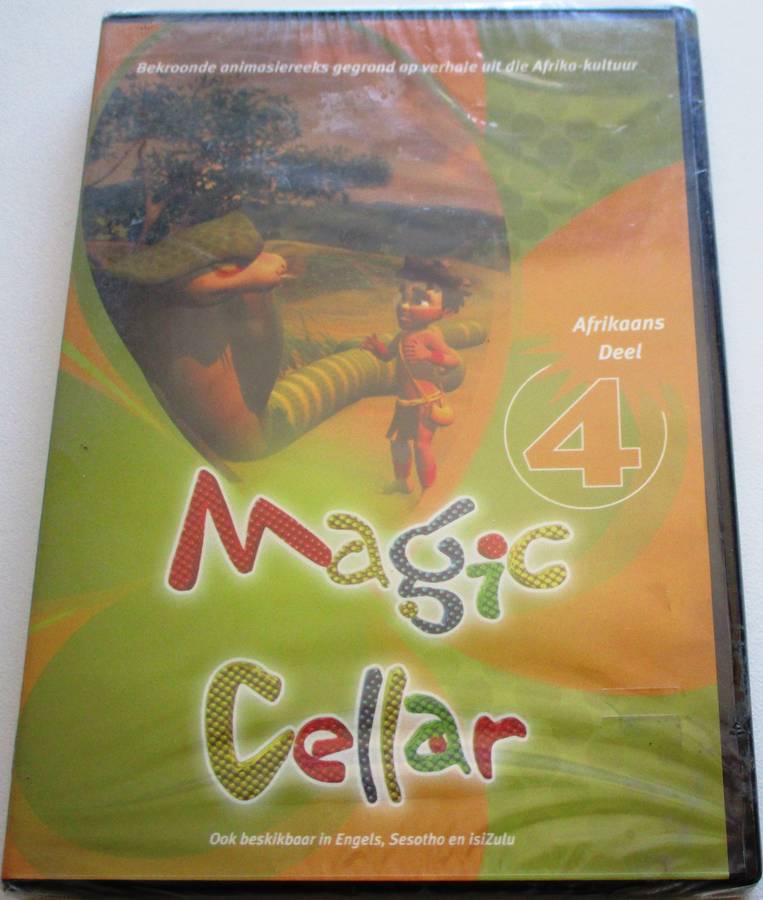 Bekroonde animasiereeks gegrond op verhale uit die Afrika-kultuur
Afrikaans
Deel
4
Magic
Cellar
Ook beskikbaar in Engels, Sesotho en isiZulu